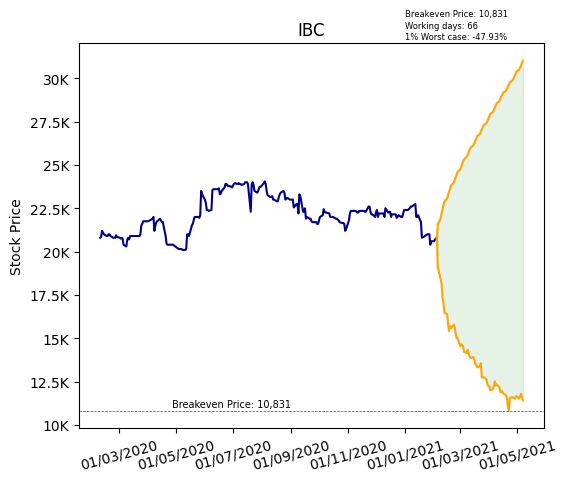 Breakeven Price: 10,831
Working days: 66
1% Worst case: -47.93%
IBC
Stock Price
30K
27.5K
25K
22.5K
20K
17.5K
15K
12.5K
10K
Breakeven Price: 10,831
01/03/2020
01/05/2020
01/07/2020
01/09/2020
01/11/2020
01/01/2021
01/03/2021
01/05/2021